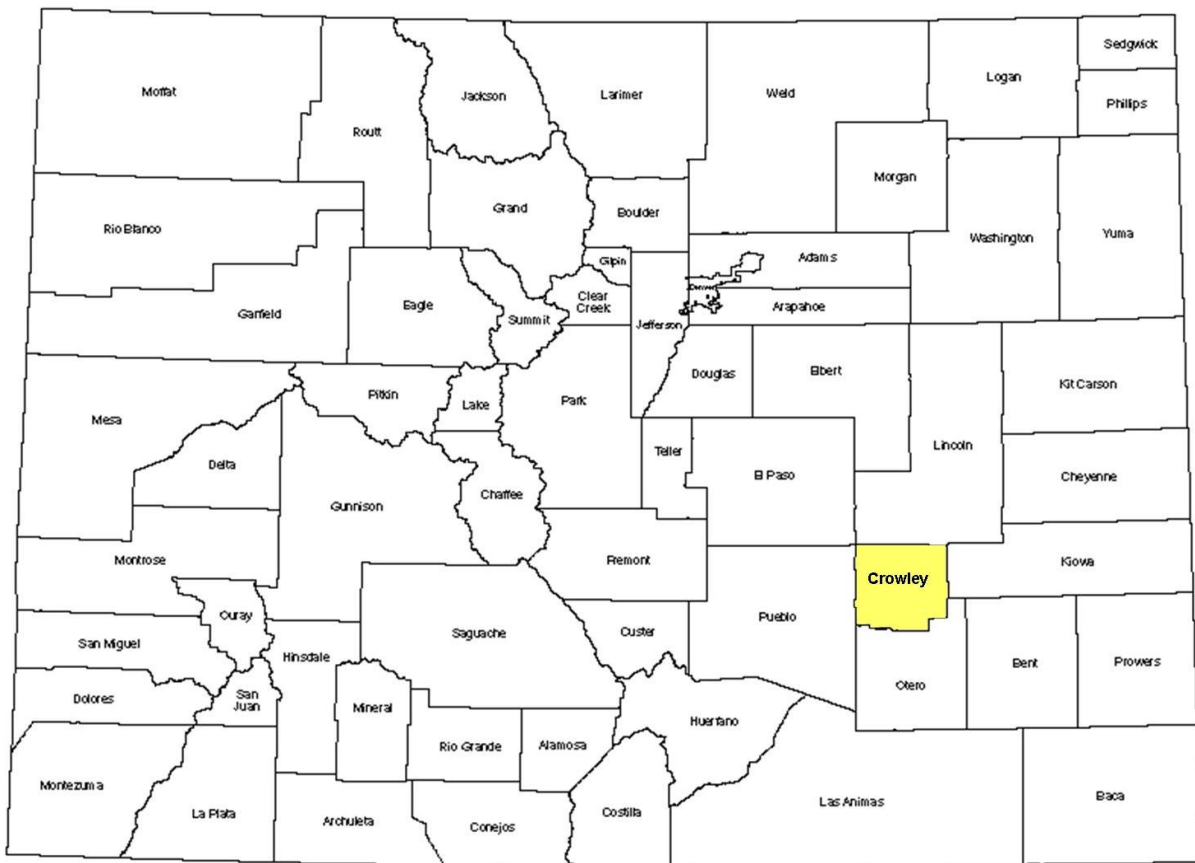 Sedgwick
Logan
Moffat
Jackson
Larimer
Weld
Phillips
Routt
Morgan
Grand
Boulder
Rio Blanco
Washington
Yuma
Gilpin
Adams
Clear
Creek
Denver
Eagle
Garfield
Summit
Arapahoe
Jefferson
Douglas
Elbert
Kit Carson
Pitkin
Lake
Park
Mesa
Lincoln
Teller
Delta
El Paso
Cheyenne
Chaffee
Gunnison
Montrose
Fremont
Kiowa
Crowley
Ouray
Pueblo
Custer
Saguache
San Miguel
Hinsdale
Bent
Prowers
Otero
Dolores
San
Juan
Mineral
Huerfano
Rio Grande
Alamosa
Montezuma
Baca
Las Animas
La Plata
Costilla
Archuleta
Conejos